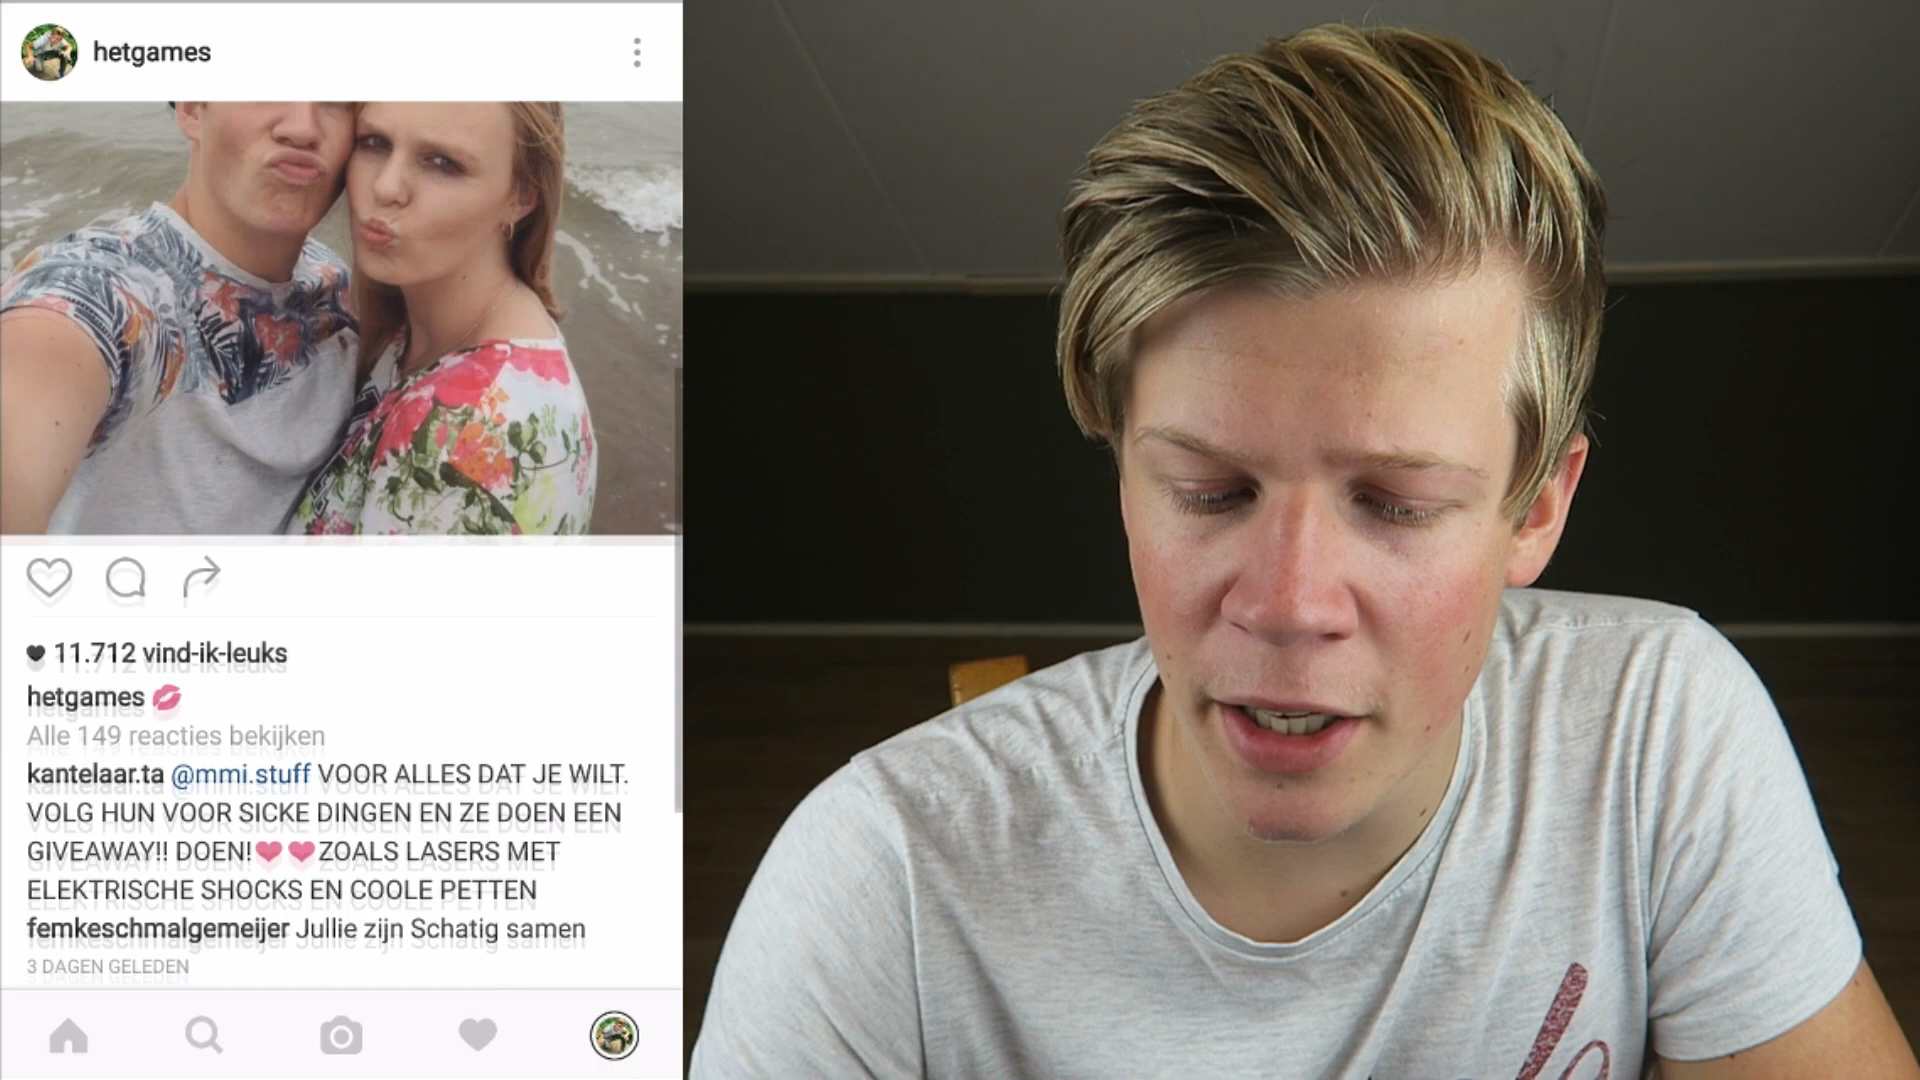 hetgames
11.712 vind-ik-leuks
hetgames 💋
Alle 149 reacties bekijken
kantelaar.ta @mmi.stuff VOOR ALLES DAT JE WILT.
VOLG HUN VOOR SICKE DINGEN EN ZE DOEN EEN
GIVEAWAY!! DOEN!❤❤ZOALS LASERS MET
ELEKTRISCHE SHOCKS EN COOLE PETTEN
femkeschmalgemeijer Jullie zijn Schatig samen
3 DAGEN GELEDEN